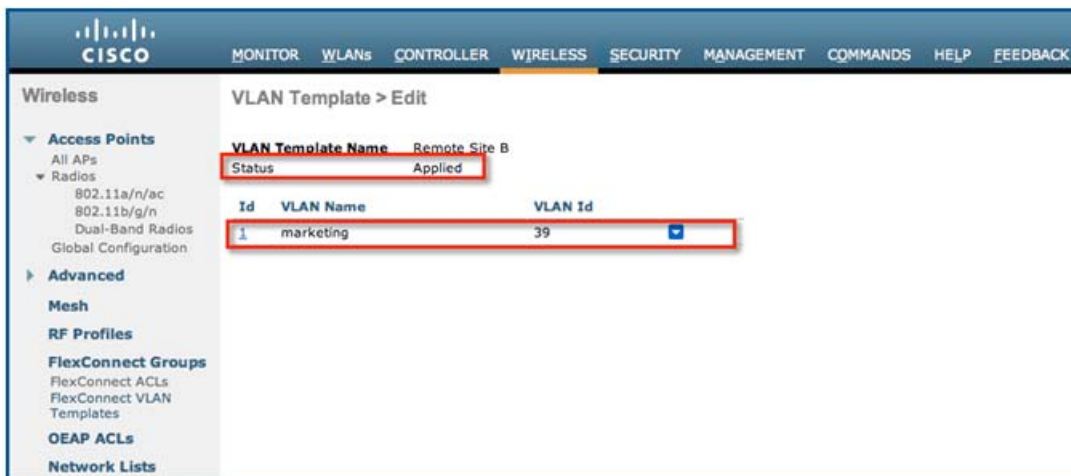 CISCO
MONITOR WLANs CONTROLLER WIRELESS SECURITY MANAGEMENT COMMANDS HELP FEEDBACK
Wireless
Access Points
All APs
Radios
802.11a/n/ac
802.11b/g/n
Dual-Band Radios
Global Configuration
Advanced
Mesh
RF Profiles
FlexConnect Groups
FlexConnect ACLs
FlexConnect VLAN
Templates
OEAP ACLs
Network Lists
VLAN Template > Edit
VLAN Template Name Remote Site B
Status Applied
Id VLAN Name VLAN Id
1 marketing 39